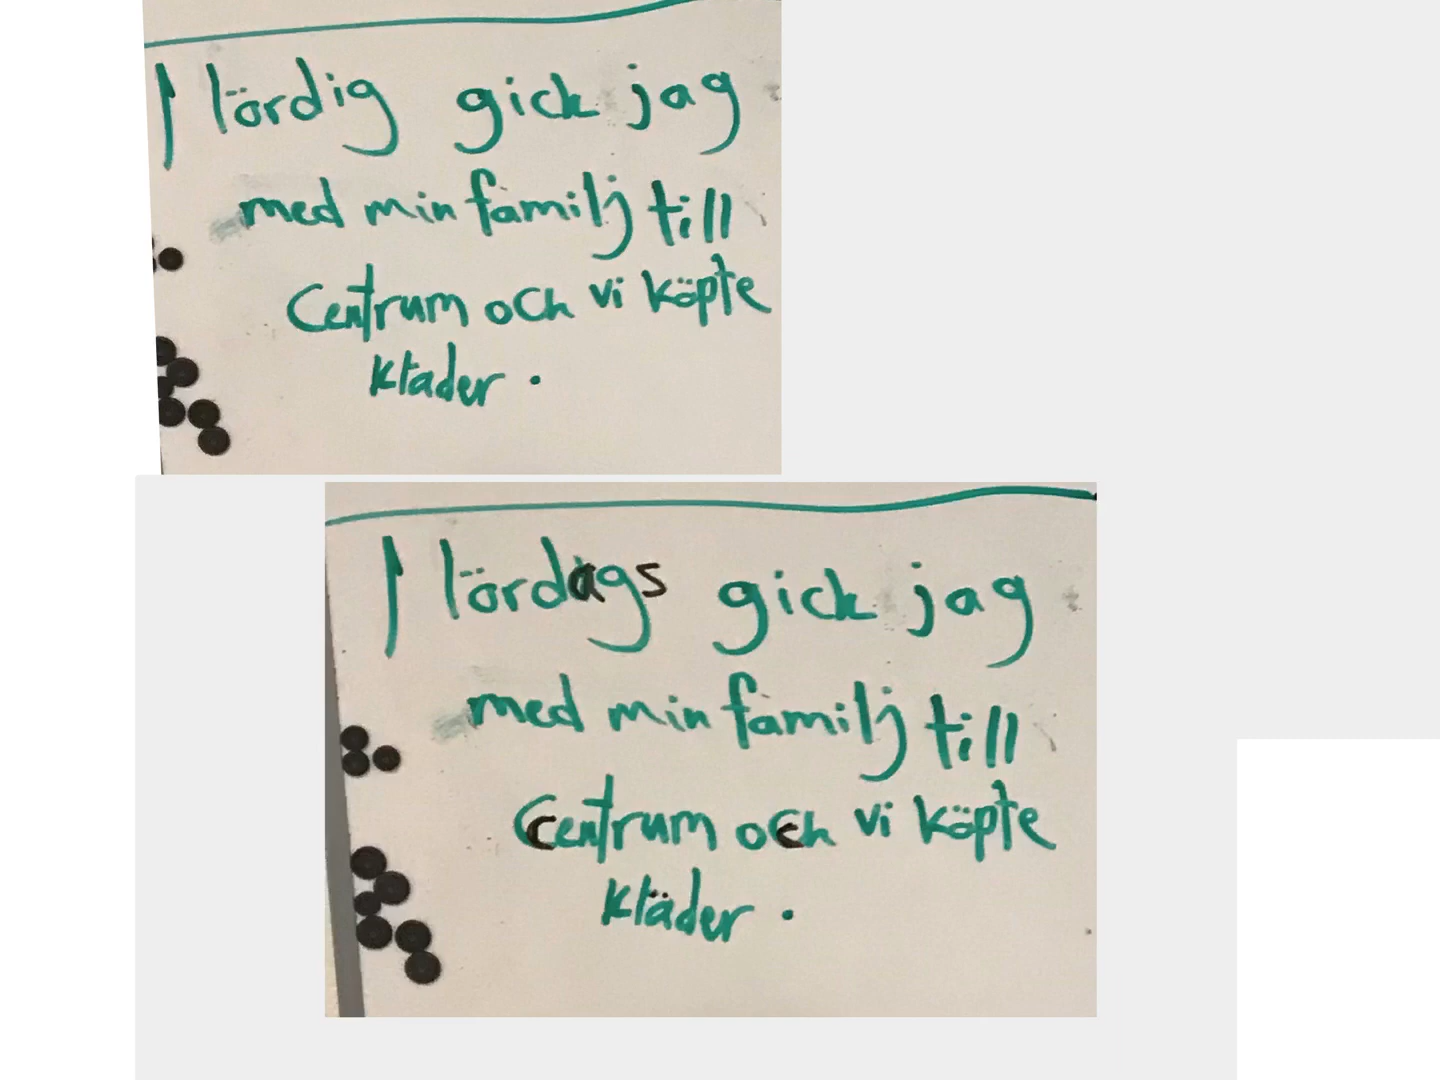 I lördig gick jag
med min familj till
Centrum och vi köpte
klader .
I lördags gick jag
med min familj till
centrum och vi köpte
kläder .